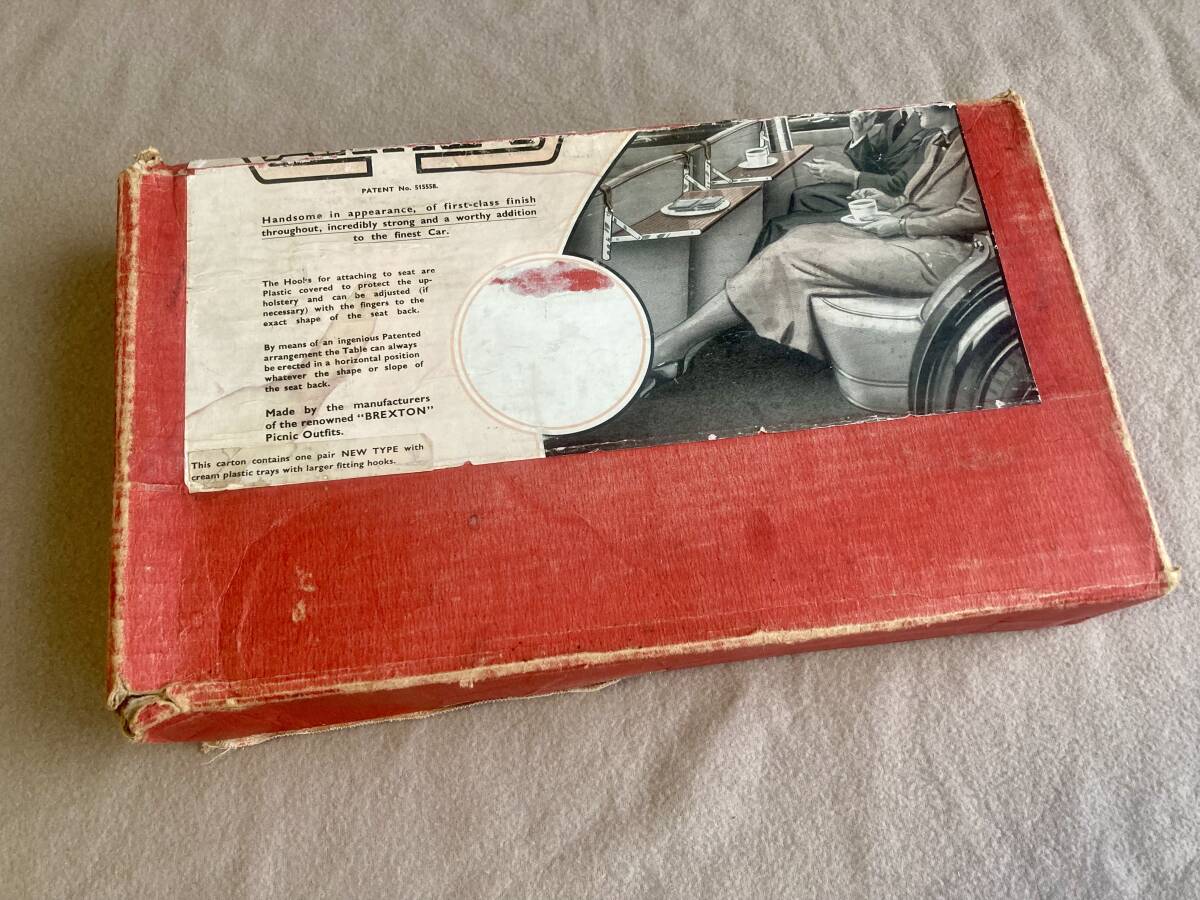 PATENT No. 515558.
Handsome in appearance, of first-class finish
throughout, incredibly strong and a worthy addition
to the finest Car.
The Hooks for attaching to seat are
Plastic covered to protect the up-
holstery and can be adjusted (if
necessary) with the fingers to the
exact shape of the seat back.
By means of an ingenious Patented
arrangement the Table can always
be erected in a horizontal position
whatever the shape or slope of
the seat back.
Made by the manufacturers
of the renowned "BREXTON"
Picnic Outfits.
This carton contains one pair NEW TYPE with
cream plastic trays with larger fitting hooks.